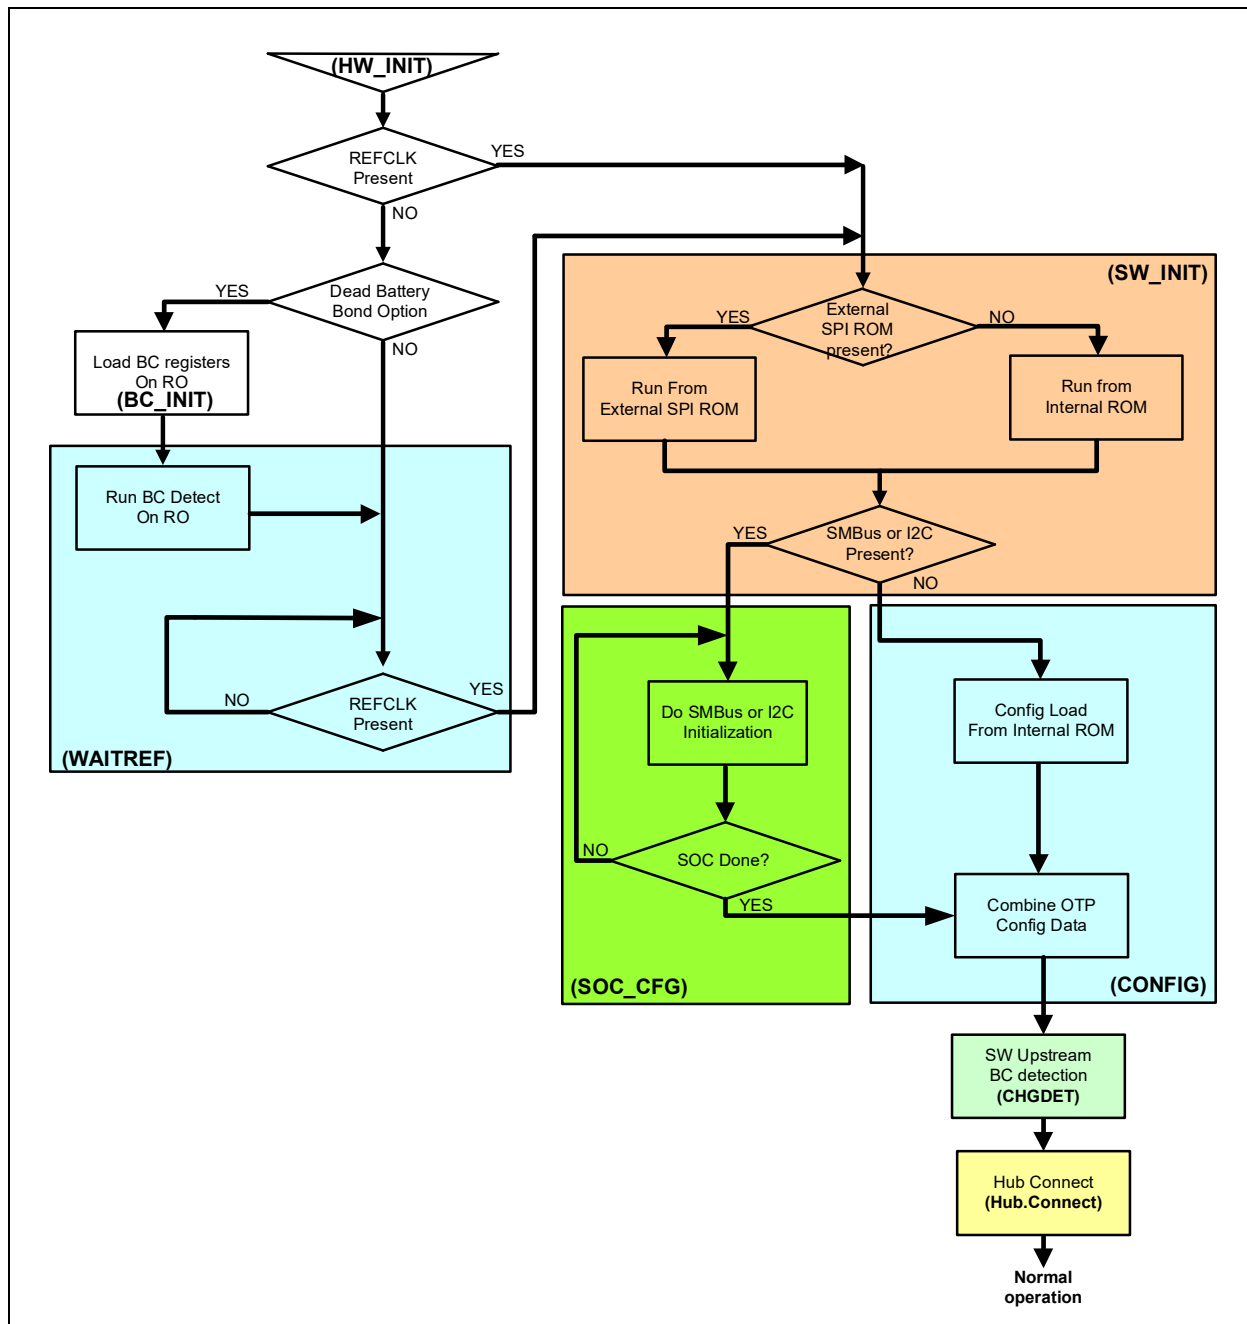 (HW_INIT)
REFCLK
Present
YES
NO
Dead Battery
Bond Option
YES
NO
Load BC registers
On RO
(BC_INIT)
Run BC Detect
On RO
REFCLK
Present
NO
YES
(WAITREF)
(SW_INIT)
External
SPI ROM
present?
YES
NO
Run From
External SPI ROM
Run from
Internal ROM
SMBus or I2C
Present?
YES
NO
Do SMBus or I2C
Initialization
SOC Done?
NO
YES
(SOC_CFG)
Config Load
From Internal ROM
Combine OTP
Config Data
(CONFIG)
SW Upstream
BC detection
(CHGDET)
Hub Connect
(Hub.Connect)
Normal
operation